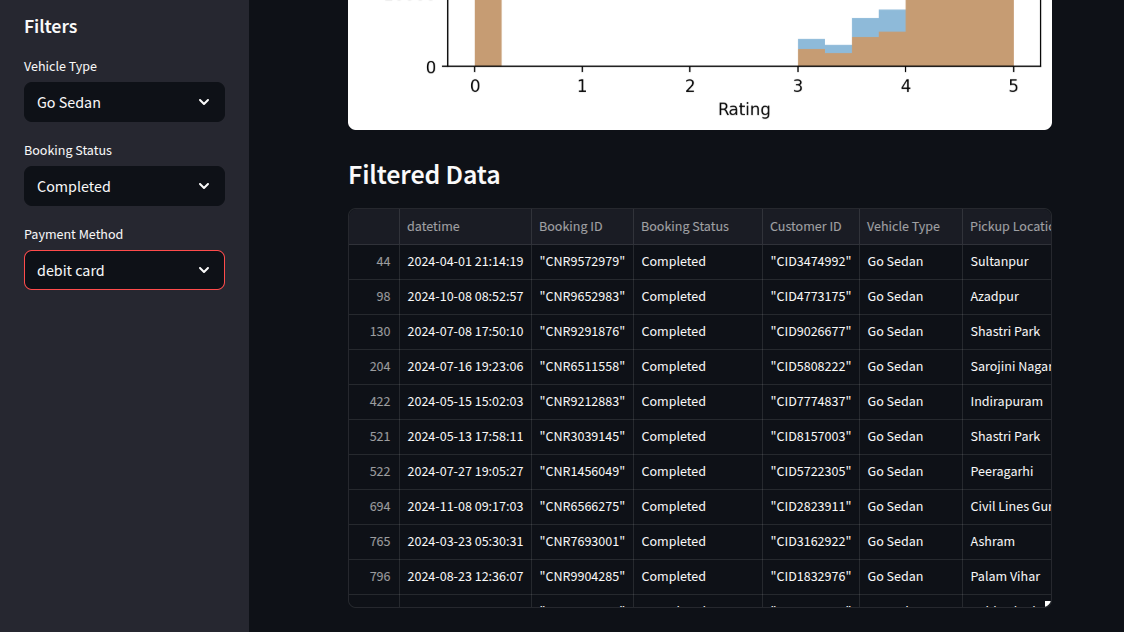 Filters
Vehicle Type
Go Sedan
Booking Status
Completed
Payment Method
debit card
0
0 1 2 3 4 5
Rating
Filtered Data
datetime Booking ID Booking Status Customer ID Vehicle Type Pickup Locatio
44 2024-04-01 21:14:19 "CNR9572979" Completed "CID3474992" Go Sedan Sultanpur
98 2024-10-08 08:52:57 "CNR9652983" Completed "CID4773175" Go Sedan Azadpur
130 2024-07-08 17:50:10 "CNR9291876" Completed "CID9026677" Go Sedan Shastri Park
204 2024-07-16 19:23:06 "CNR6511558" Completed "CID5808222" Go Sedan Sarojini Nagar
422 2024-05-15 15:02:03 "CNR9212883" Completed "CID7774837" Go Sedan Indirapuram
521 2024-05-13 17:58:11 "CNR3039145" Completed "CID8157003" Go Sedan Shastri Park
522 2024-07-27 19:05:27 "CNR1456049" Completed "CID5722305" Go Sedan Peeragarhi
694 2024-11-08 09:17:03 "CNR6566275" Completed "CID2823911" Go Sedan Civil Lines Gur
765 2024-03-23 05:30:31 "CNR7693001" Completed "CID3162922" Go Sedan Ashram
796 2024-08-23 12:36:07 "CNR9904285" Completed "CID1832976" Go Sedan Palam Vihar